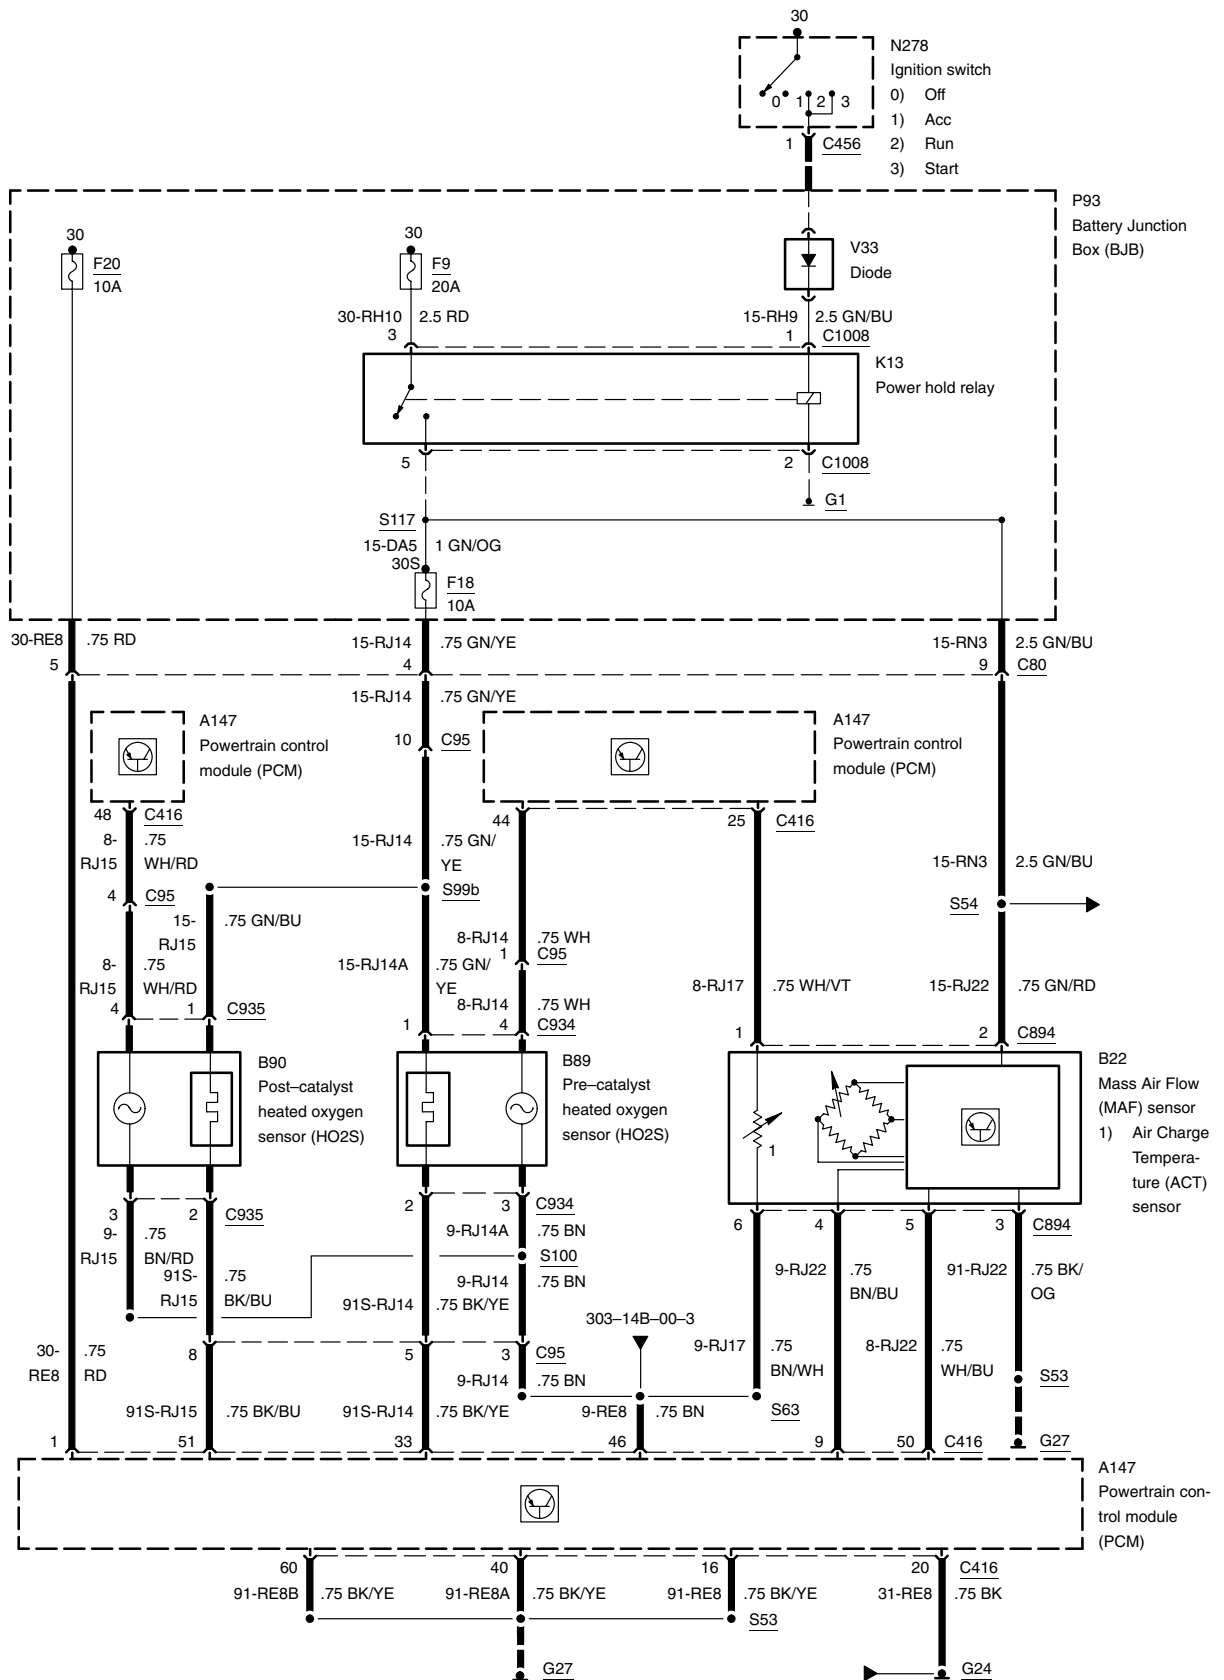 30
N278
Ignition switch
0) Off
1) Acc
2) Run
3) Start
0 1 2 3
1 C456
P93
Battery Junction
Box (BJB)
30
F20
10A
30
F9
20A
V33
Diode
30-RH10 2.5 RD
15-RH9 2.5 GN/BU
3
1 C1008
K13
Power hold relay
5
2 C1008
G1
S117
15-DA5 1 GN/OG
30S
F18
10A
30-RE8 .75 RD
15-RJ14 .75 GN/YE
15-RN3 2.5 GN/BU
5
4
9 C80
15-RJ14 .75 GN/YE
A147
Powertrain control
module (PCM)
10 C95
A147
Powertrain control
module (PCM)
48 C416
44
25 C416
8-
RJ15
.75
WH/RD
15-RJ14
.75 GN/
YE
15-RN3 2.5 GN/BU
4 C95
S99b
S54
15-
RJ15
.75 GN/BU
8-RJ14 .75 WH
1 C95
8-
RJ15
.75
WH/RD
15-RJ14A
.75 GN/
YE
8-RJ17 .75 WH/VT
15-RJ22 .75 GN/RD
8-RJ14 .75 WH
4
1 C935
1
4 C934
1
2 C894
B90
Post–catalyst
heated oxygen
sensor (HO2S)
B89
Pre–catalyst
heated oxygen
sensor (HO2S)
1
B22
Mass Air Flow
(MAF) sensor
1) Air Charge
Tempera-
ture (ACT)
sensor
3
2 C935
2
3 C934
6
4
5
3 C894
9-
RJ15
.75
BN/RD
9-RJ14A .75 BN
S100
91S-
RJ15
.75
BK/BU
9-RJ14 .75 BN
91S-RJ14 .75 BK/YE
9-RJ22
.75
BN/BU
91-RJ22
.75 BK/
OG
303–14B–00–3
30-
RE8
.75
RD
8
5
3 C95
9-RJ14 .75 BN
9-RJ17
.75
BN/WH
8-RJ22
.75
WH/BU
S53
91S-RJ15 .75 BK/BU
91S-RJ14 .75 BK/YE
9-RE8 .75 BN
S63
1
51
33
46
9
50 C416
G27
A147
Powertrain con-
trol module
(PCM)
60
40
16
20 C416
91-RE8B .75 BK/YE
91-RE8A .75 BK/YE
91-RE8 .75 BK/YE
31-RE8 .75 BK
S53
G27
G24